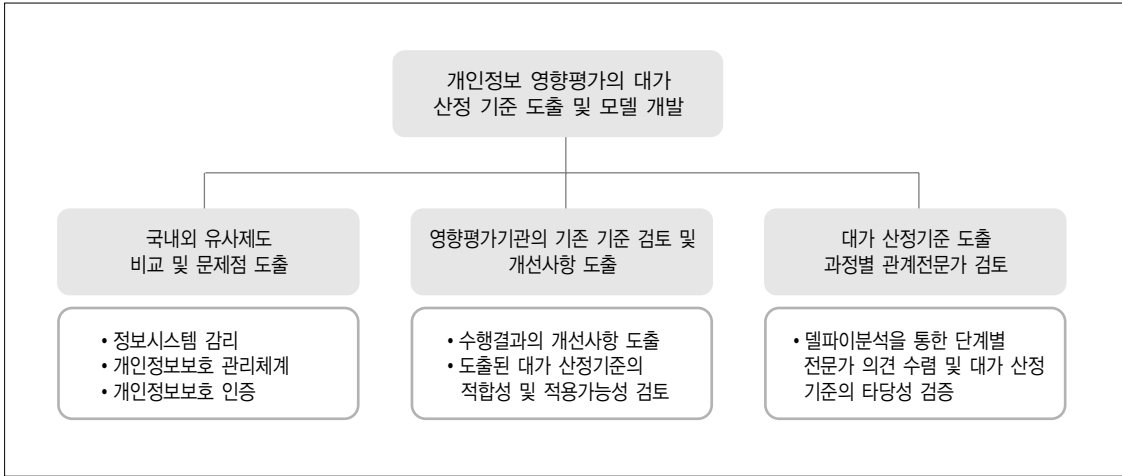 개인정보 영향평가의 대가
산정 기준 도출 및 모델 개발
국내외 유사제도
비교 및 문제점 도출
• 정보시스템 감리
• 개인정보보호 관리체계
• 개인정보보호 인증
영향평가기관의 기존 기준 검토 및
개선사항 도출
• 수행결과의 개선사항 도출
• 도출된 대가 산정기준의
적합성 및 적용가능성 검토
대가 산정기준 도출
과정별 관계전문가 검토
• 델파이분석을 통한 단계별
전문가 의견 수렴 및 대가 산정
기준의 타당성 검증